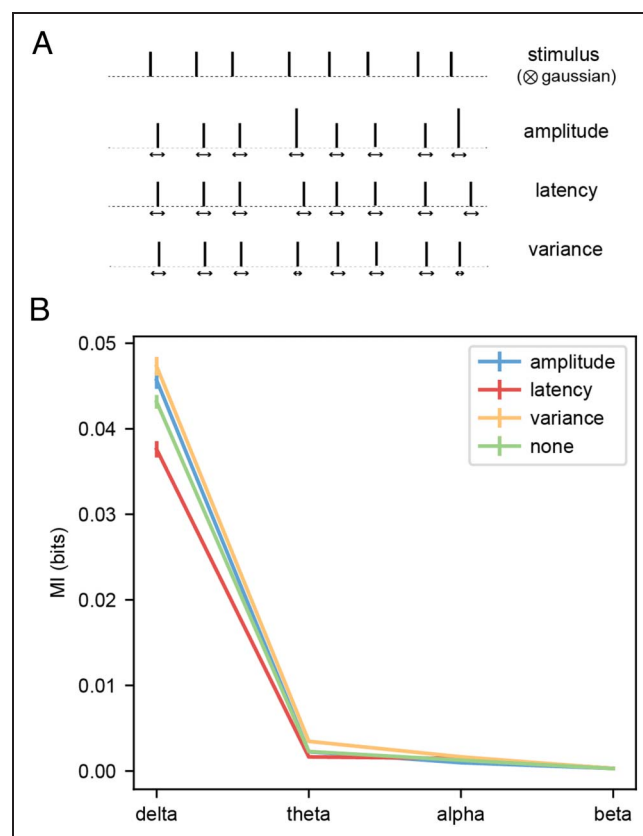 A
stimulus
(⊗ gaussian)
amplitude
latency
variance
B
0.05
0.04
0.03
0.02
0.01
0.00
MI (bits)
amplitude
latency
variance
none
delta theta alpha beta